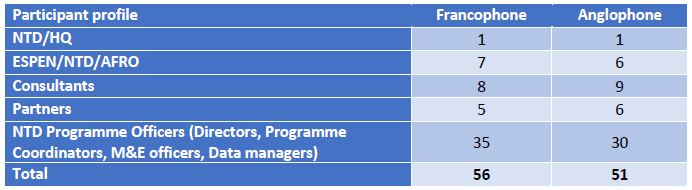 Participant profile Francophone Anglophone
NTD/HQ 1 1
ESPEN/NTD/AFRO 7 6
Consultants 8 9
Partners 5 6
NTD Programme Officers (Directors, Programme
Coordinators, M&E officers, Data managers) 35 30
Total 56 51